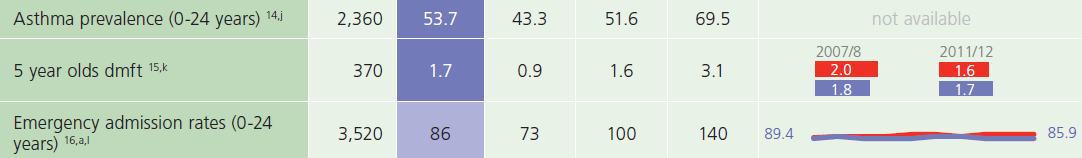 Asthma prevalence (0-24 years) 14,j 2,360 53.7 43.3 51.6 69.5 not available
2007/8 2011/12
5 year olds dmft 15,k 370 1.7 0.9 1.6 3.1 2.0 1.6
1.8 1.7
Emergency admission rates (0-24
years) 16,a,l 3,520 86 73 100 140 89.4 85.9